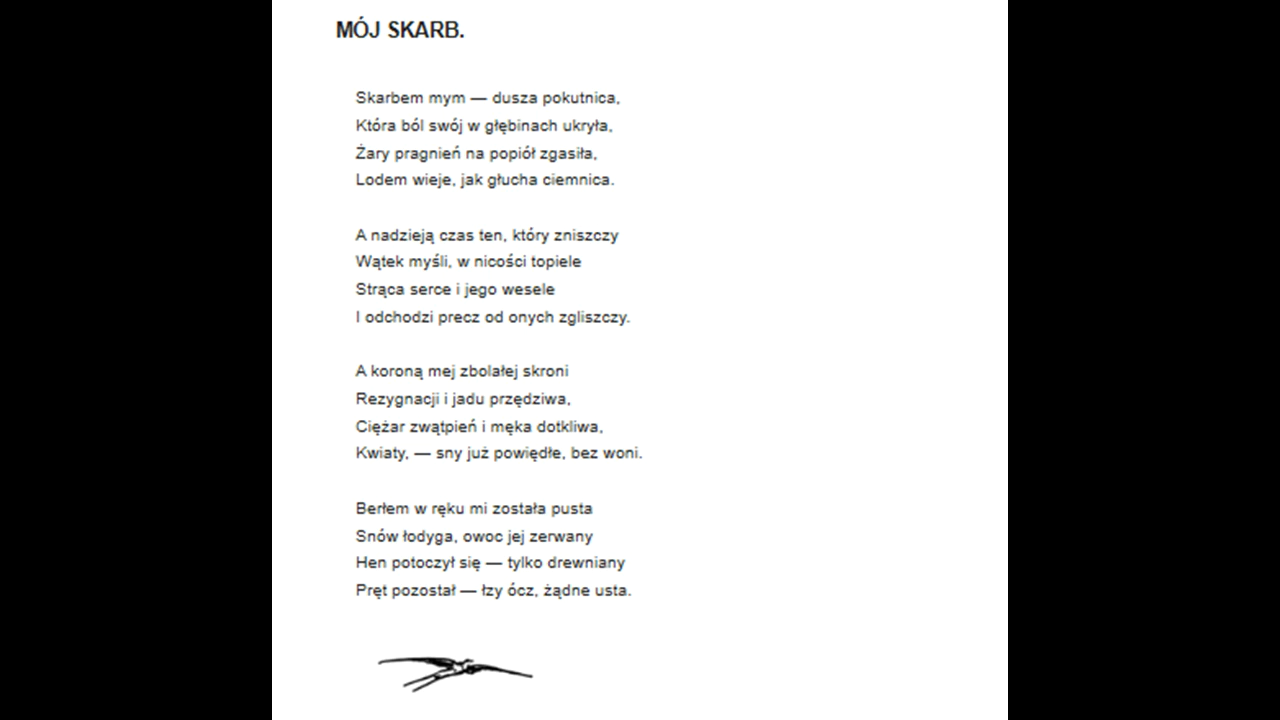 MÓJ SKARB.
Skarbem mym — dusza pokutnica,
Która ból swój w głębinach ukryła,
Żary pragnień na popiół zgasiła,
Lodem wieje, jak głucha ciemnica.
A nadzieją czas ten, który zniszczy
Wątek myśli, w nicości topiele
Strąca serce i jego wesele
I odchodzi precz od onych zgliszczy.
A koroną mej zbolałej skroni
Rezygnacji i jadu przędziwa,
Ciężar zwątpień i męka dotkliwa,
Kwiaty, — sny już powiędłe, bez woni.
Berłem w ręku mi została pusta
Snów łodyga, owoc jej zerwany
Hen potoczył się — tylko drewniany
Pręt pozostał — łzy ócz, żądne usta.